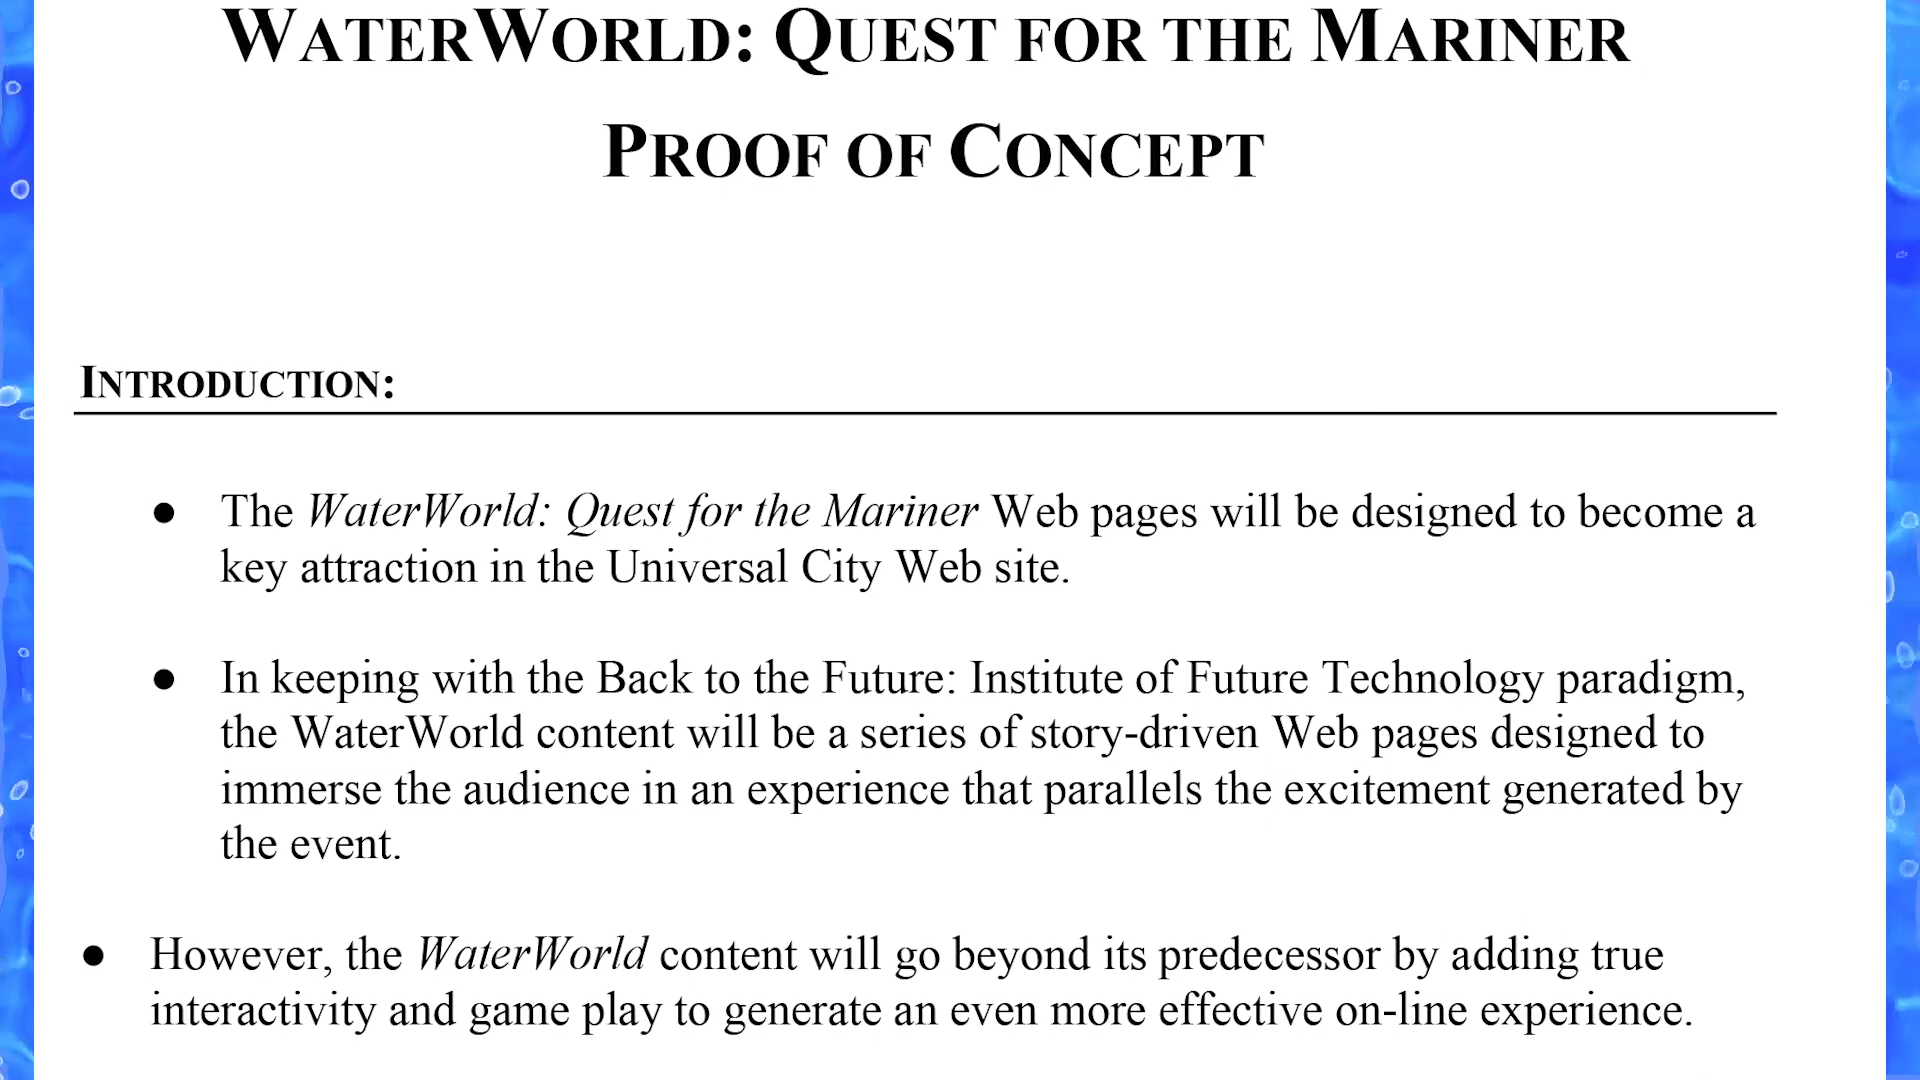 WATERWORLD: QUEST FOR THE MARINER
PROOF OF CONCEPT
INTRODUCTION:
● The WaterWorld: Quest for the Mariner Web pages will be designed to become a
key attraction in the Universal City Web site.
● In keeping with the Back to the Future: Institute of Future Technology paradigm,
the WaterWorld content will be a series of story-driven Web pages designed to
immerse the audience in an experience that parallels the excitement generated by
the event.
● However, the WaterWorld content will go beyond its predecessor by adding true
interactivity and game play to generate an even more effective on-line experience.